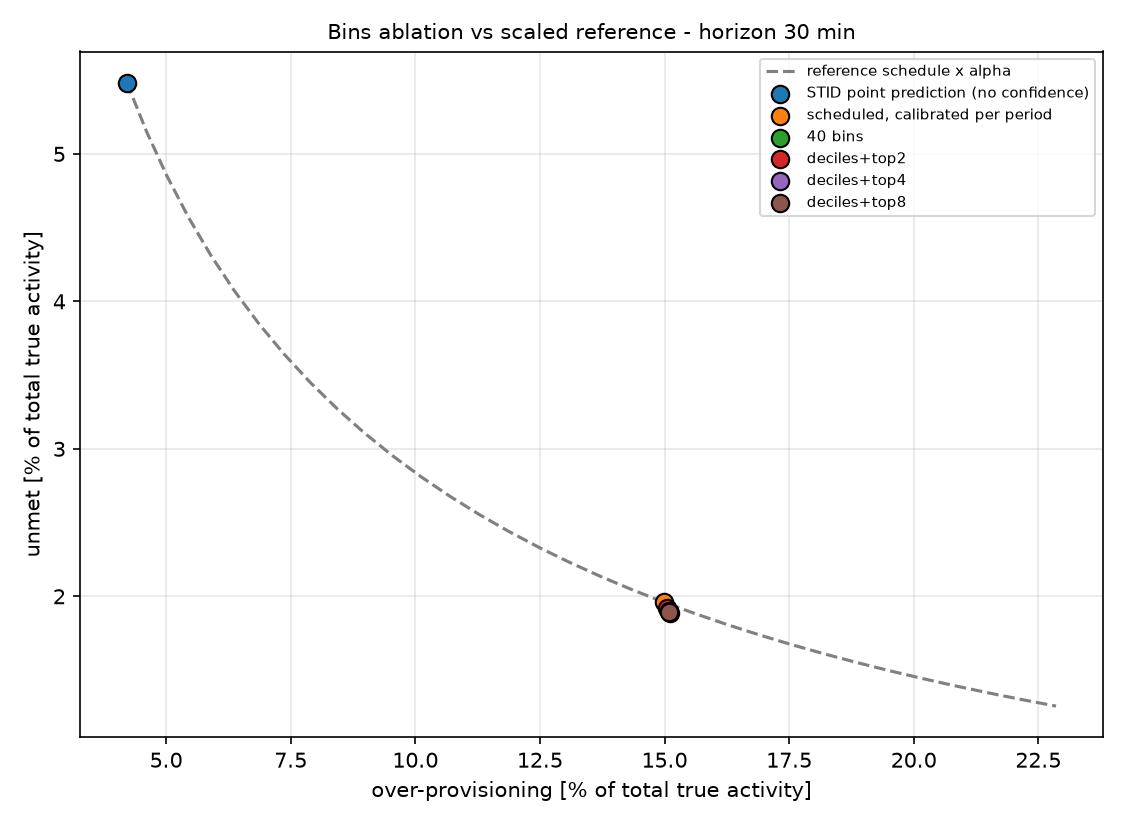 Bins ablation vs scaled reference - horizon 30 min
reference schedule x alpha
STID point prediction (no confidence)
scheduled, calibrated per period
40 bins
deciles+top2
deciles+top4
deciles+top8
unmet [% of total true activity]
5
4
3
2
5.0 7.5 10.0 12.5 15.0 17.5 20.0 22.5
over-provisioning [% of total true activity]